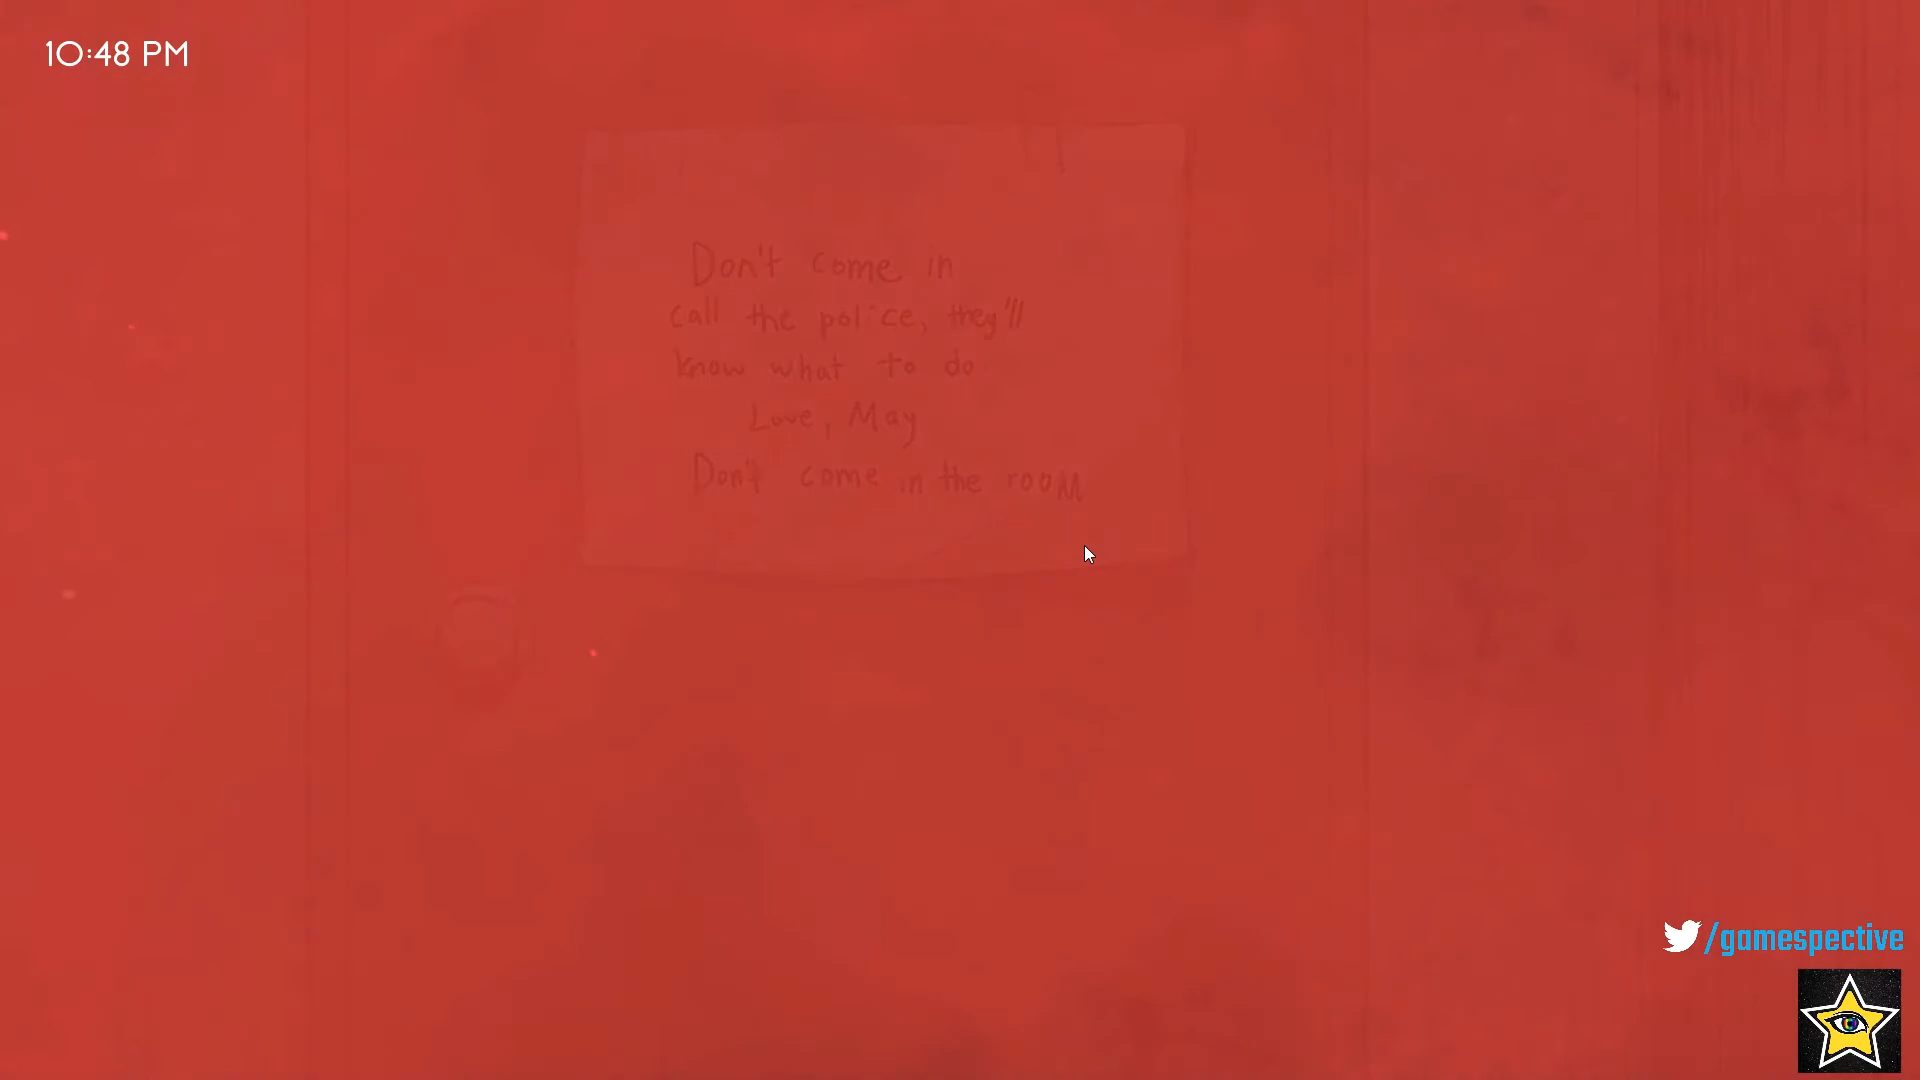 10:48 PM
Don't come in
call the police, they'll
know what to do
Love, May
Don't come in the room
/gamespective